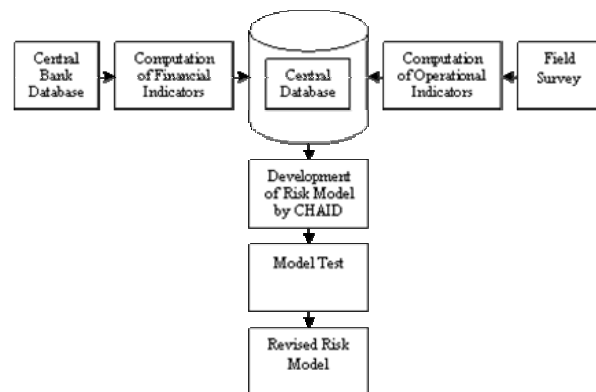 Central
Bank
Database
Computation
of Financial
Indicators
Central
Database
Computation
of Operational
Indicators
Field
Survey
Development
of Risk Model
by CHAID
Model Test
Revised Risk
Model